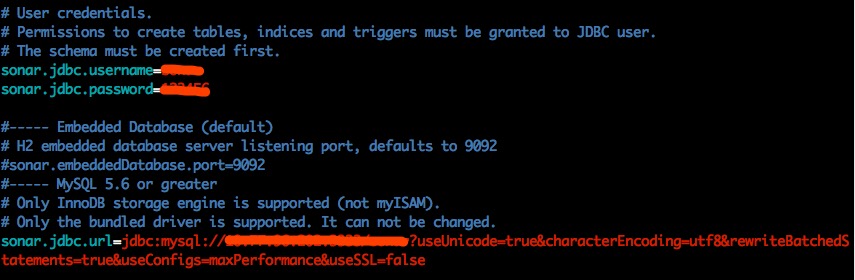 # User credentials.
# Permissions to create tables, indices and triggers must be granted to JDBC user.
# The schema must be created first.
sonar.jdbc.username=
sonar.jdbc.password=
#----- Embedded Database (default)
# H2 embedded database server listening port, defaults to 9092
#sonar.embeddedDatabase.port=9092
#----- MySQL 5.6 or greater
# Only InnoDB storage engine is supported (not myISAM).
# Only the bundled driver is supported. It can not be changed.
sonar.jdbc.url=jdbc:mysql://?useUnicode=true&characterEncoding=utf8&rewriteBatchedS
tatements=true&useConfigs=maxPerformance&useSSL=false